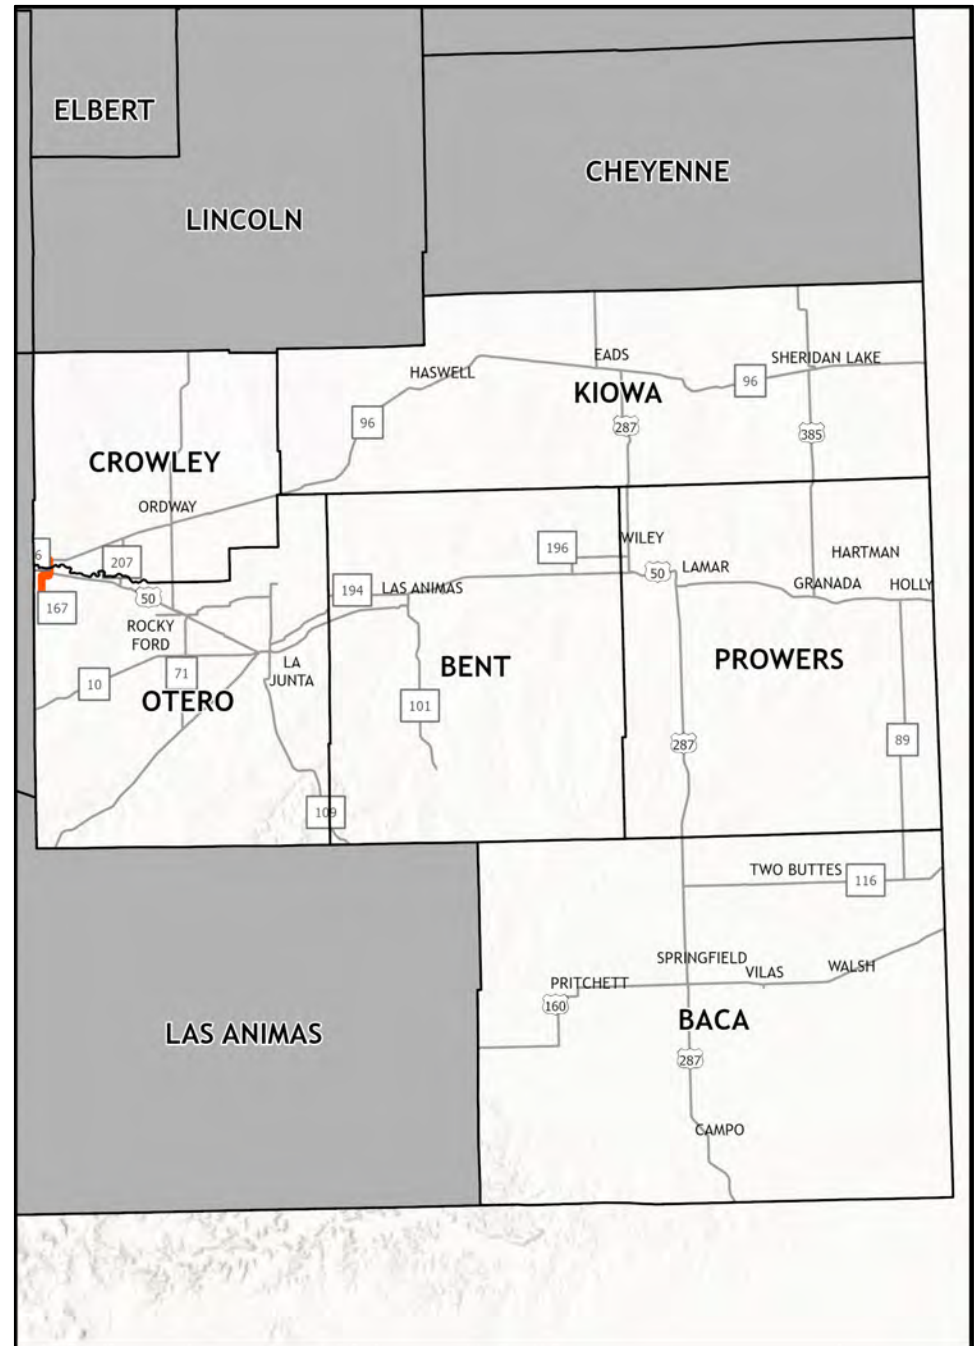 ELBERT
CHEYENNE
LINCOLN
EADS
SHERIDAN LAKE
HASWELL
96
KIOWA
96
287
385
CROWLEY
ORDWAY
6
207
196
WILEY
HARTMAN
50
LAMAR
GRANADA
HOLLY
194
LAS ANIMAS
50
167
ROCKY
FORD
LA
JUNTA
71
10
OTERO
BENT
PROWERS
101
287
89
109
TWO BUTTES
116
SPRINGFIELD
VILAS
WALSH
PRITCHETT
160
BACA
LAS ANIMAS
287
CAMPO